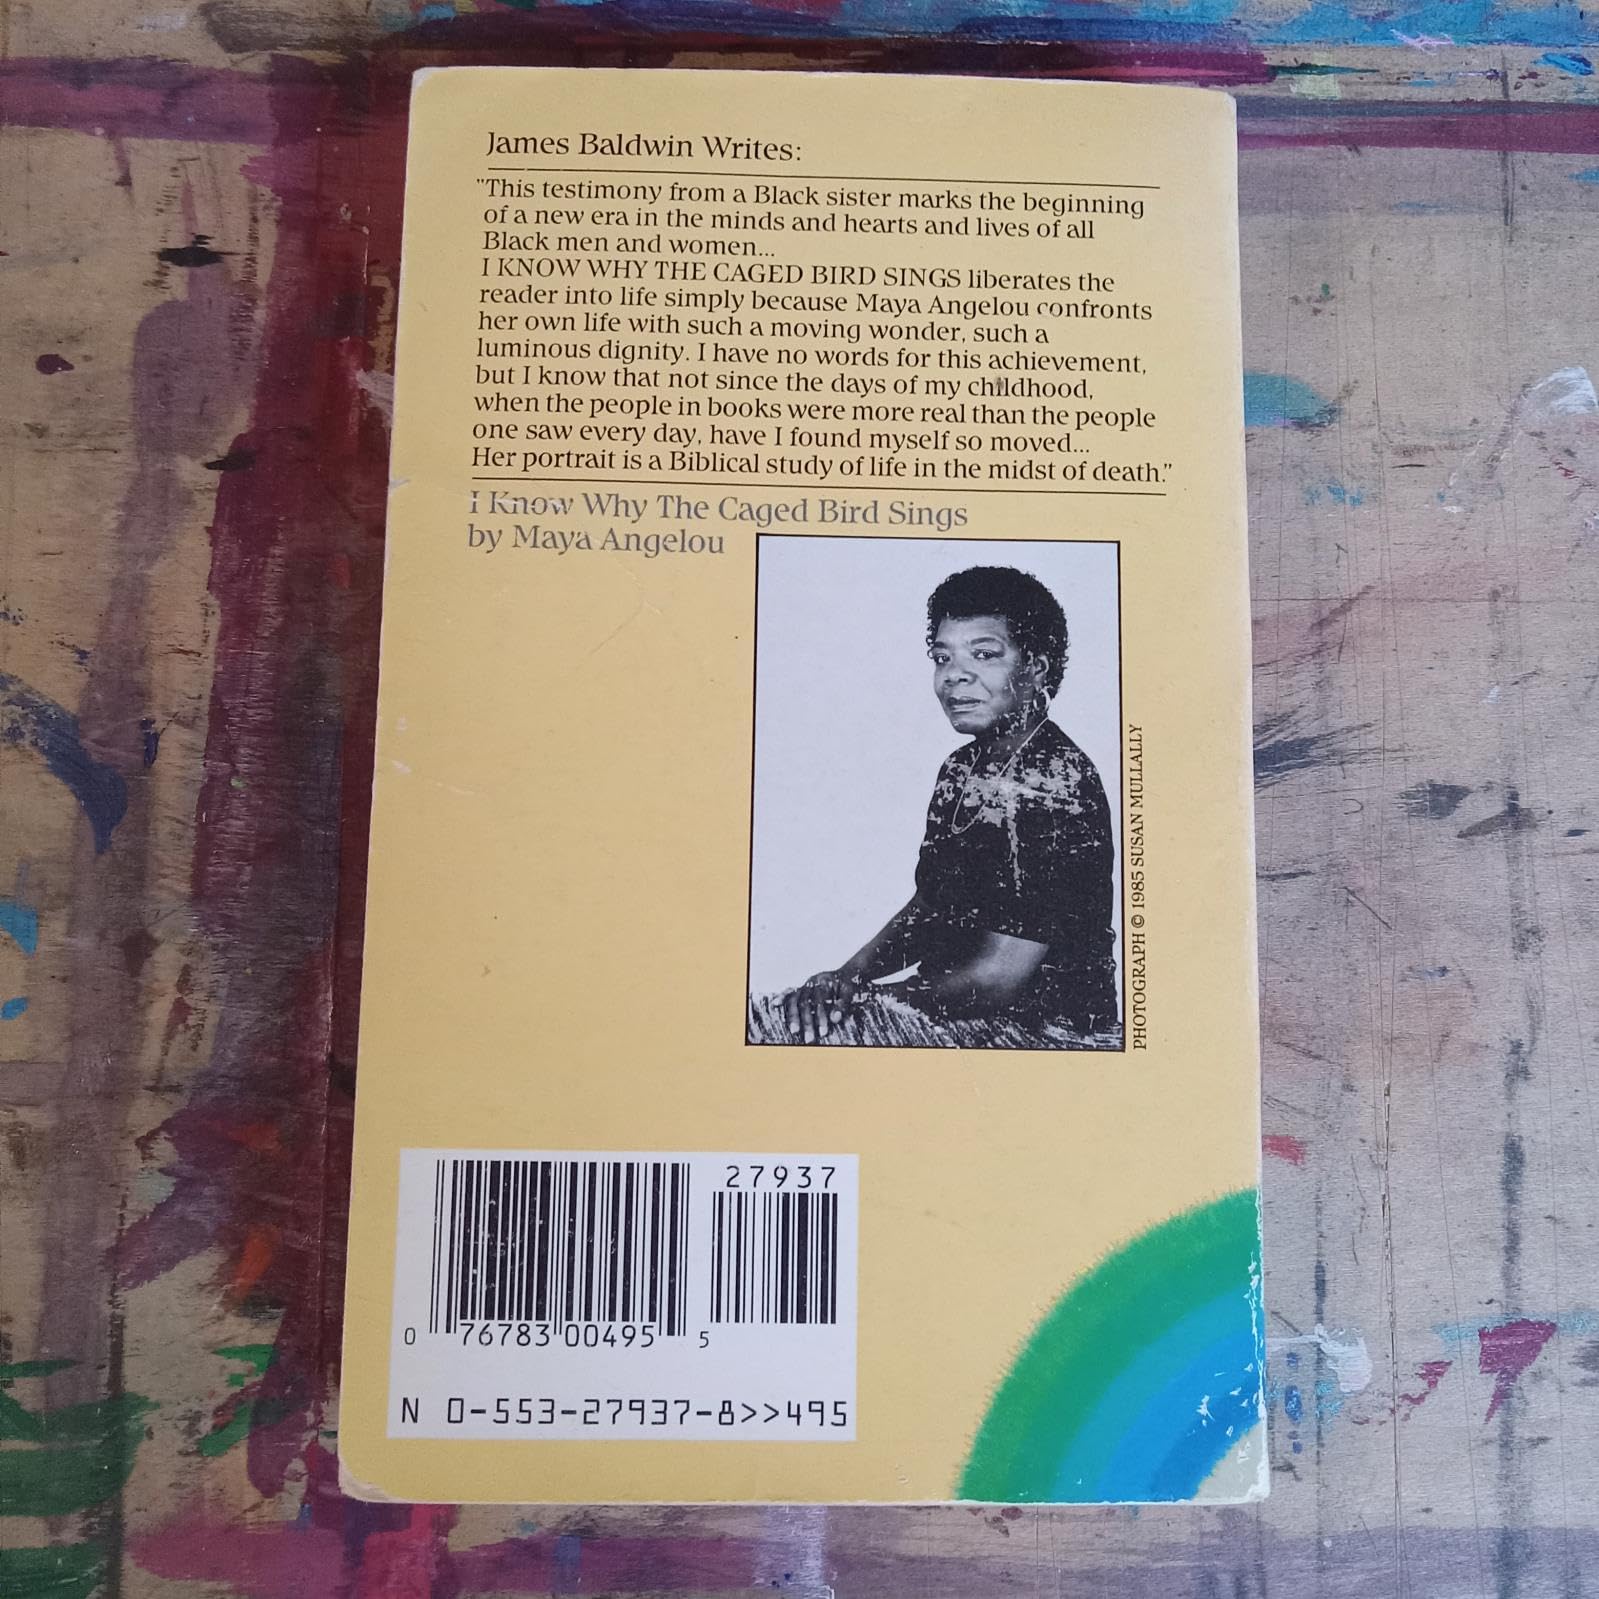 James Baldwin Writes:
"This testimony from a Black sister marks the beginning
of a new era in the minds and hearts and lives of all
Black men and women...
I KNOW WHY THE CAGED BIRD SINGS liberates the
reader into life simply because Maya Angelou confronts
her own life with such a moving wonder, such a
luminous dignity. I have no words for this achievement,
but I know that not since the days of my childhood,
when the people in books were more real than the people
one saw every day, have I found myself so moved...
Her portrait is a Biblical study of life in the midst of death."
I Know Why The Caged Bird Sings
by Maya Angelou
PHOTOGRAPH © 1985 SUSAN MULLALLY
27937
0 76783 00495 5
N 0-553-27937-8>>495